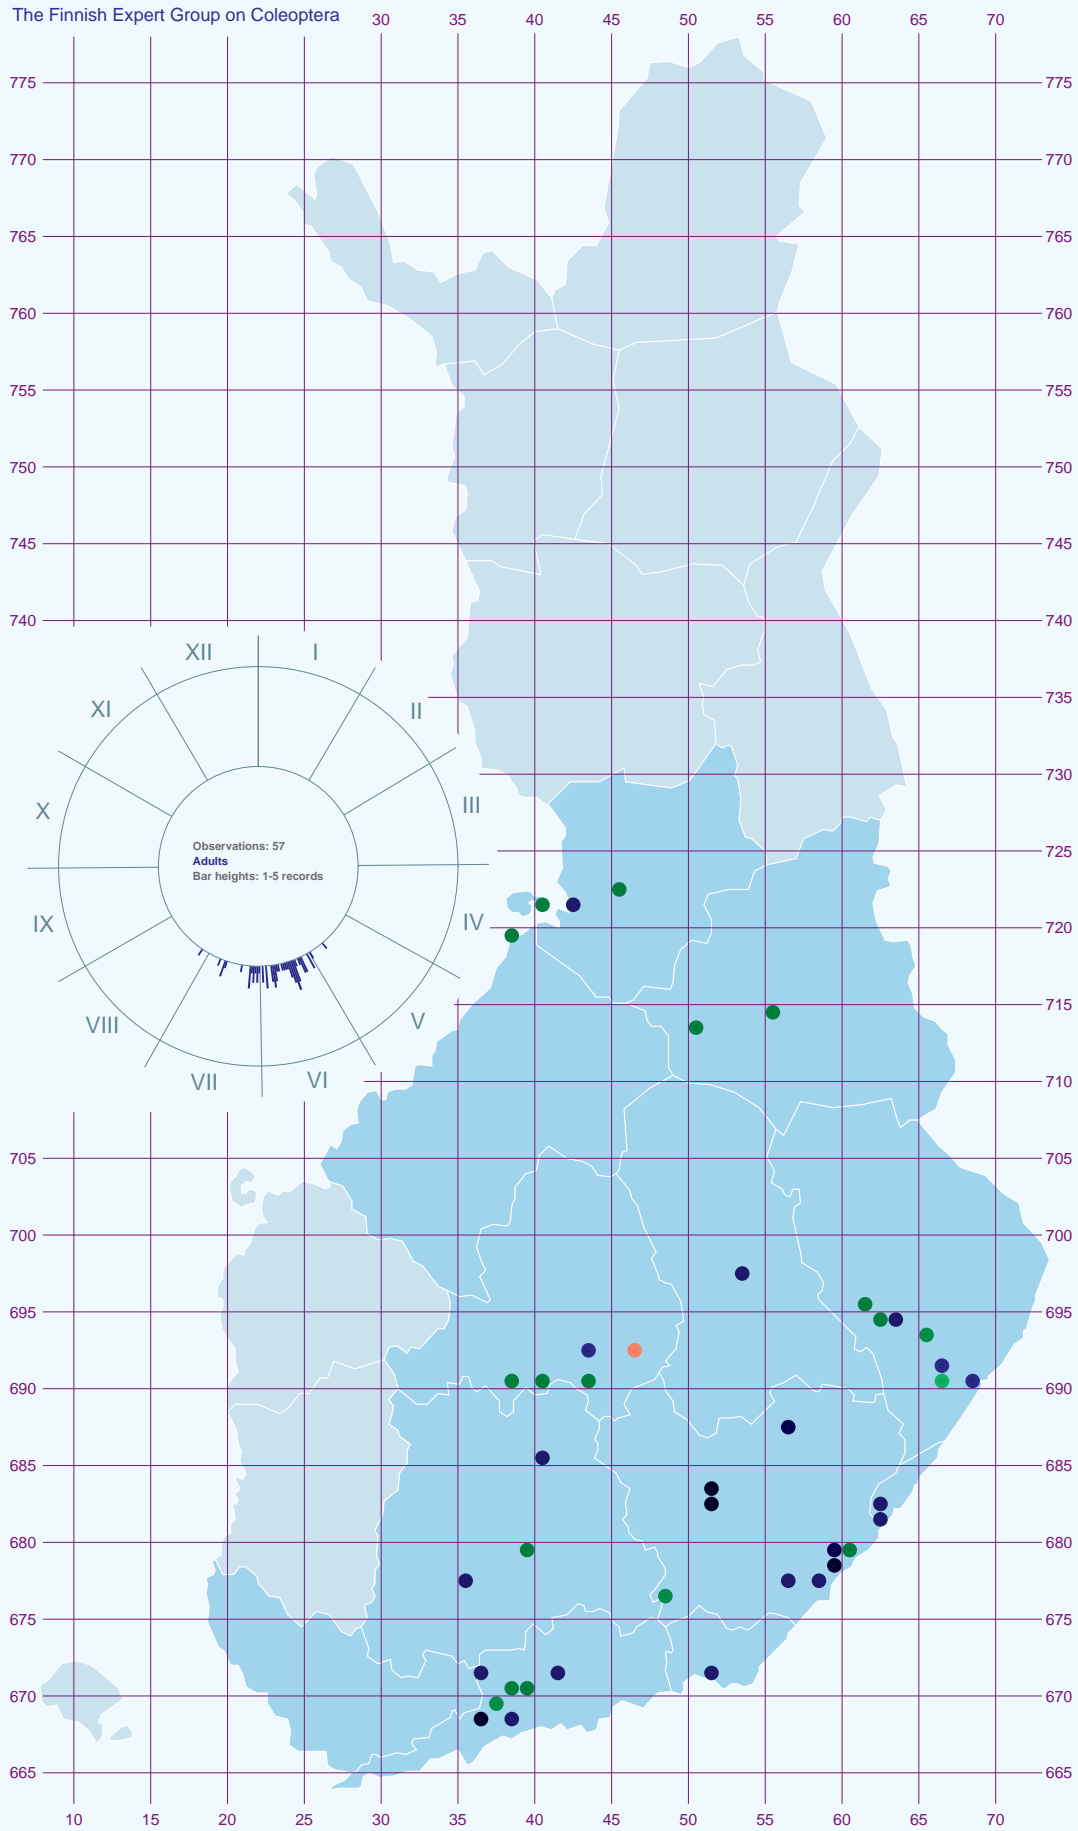 The Finnish Expert Group on Coleoptera
30 35 40 45 50 55 60 65 70
775 775
770 770
765 765
760 760
755 755
750 750
745 745
740 740
XII I
XI II
735
730
X III
Observations: 57
Adults
Bar heights: 1-5 records
725
IX IV
720
VIII V
715
VII VI
710
705 705
700 700
695 695
690 690
685 685
680 680
675 675
670 670
665 665
10 15 20 25 30 35 40 45 50 55 60 65 70